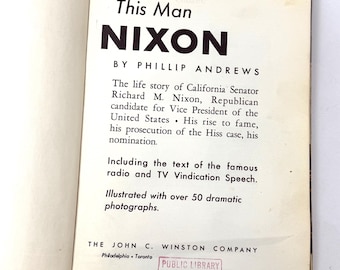 This Man
NIXON
BY PHILLIP ANDREWS
The life story of California Senator
Richard M. Nixon, Republican
candidate for Vice President of the
United States • His rise to fame,
his prosecution of the Hiss case, his
nomination.
Including the text of the famous
radio and TV Vindication Speech.
Illustrated with over 50 dramatic
photographs.
THE JOHN C. WINSTON COMPANY
Philadelphia • Toronto
PUBLIC LIBRARY